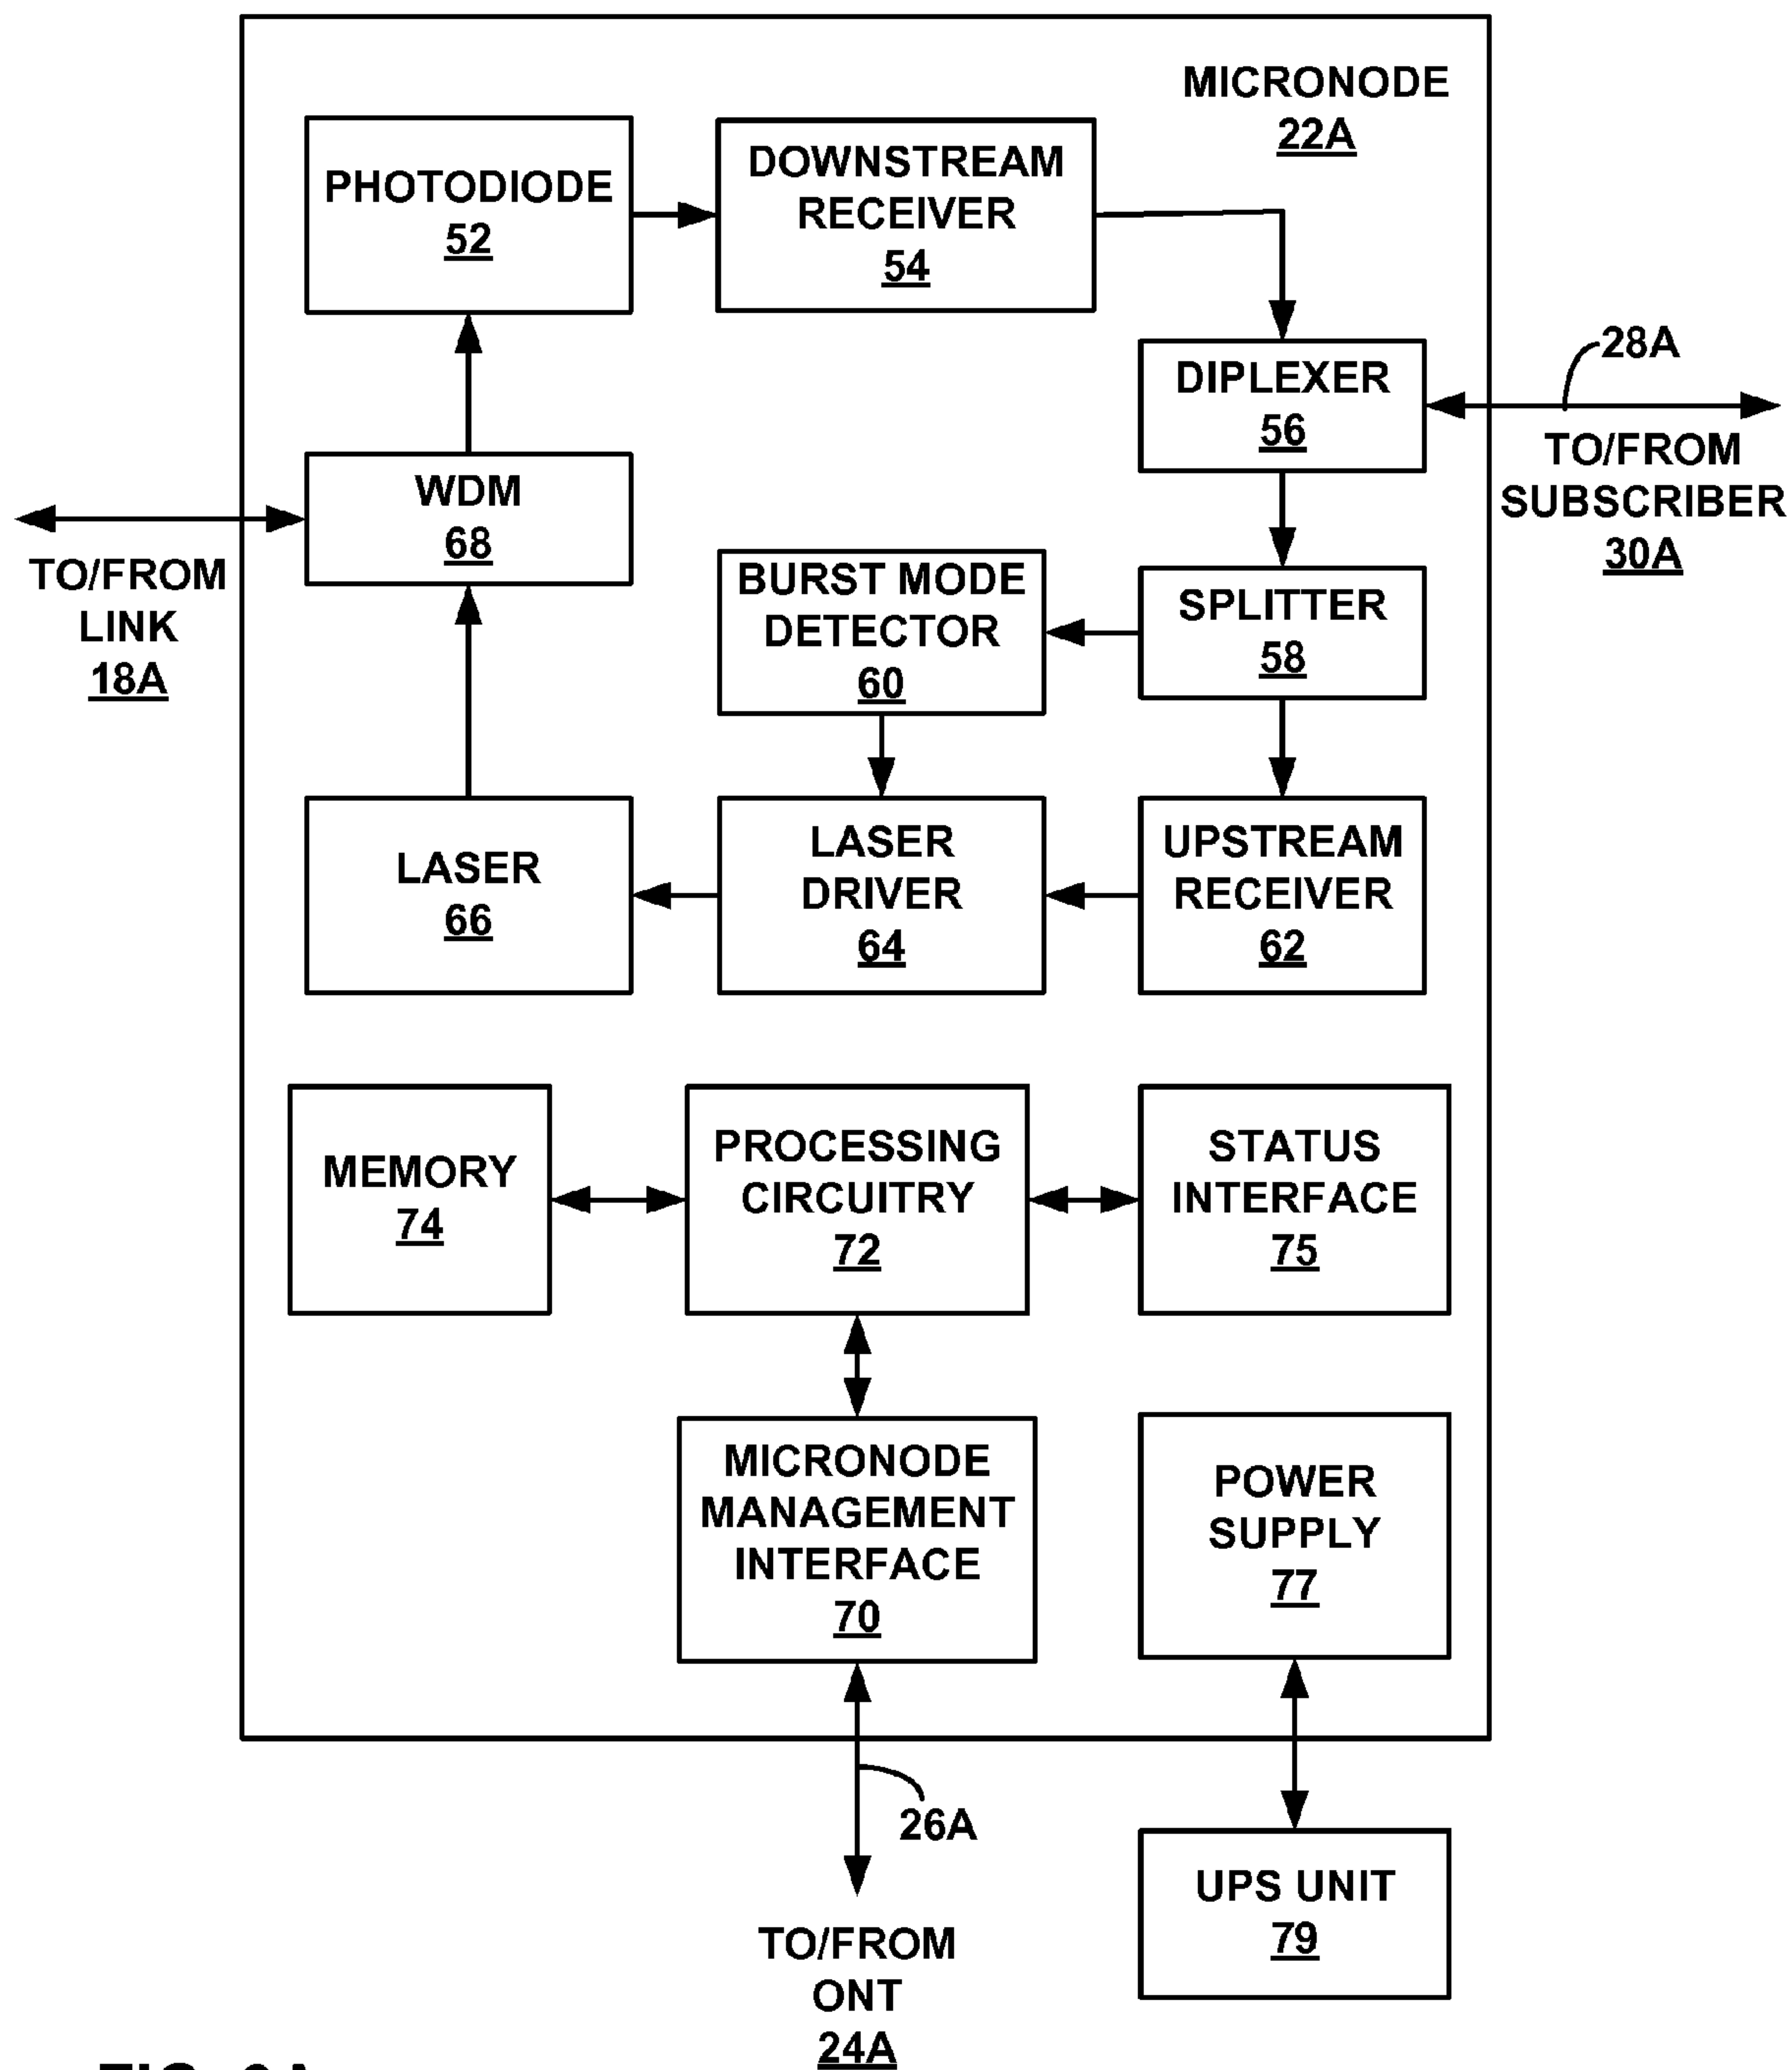 MICRONODE
22A
PHOTODIODE
52
DOWNSTREAM
RECEIVER
54
DIPLEXER
56
28A
TO/FROM
SUBSCRIBER
30A
WDM
68
TO/FROM
LINK
18A
BURST MODE
DETECTOR
60
SPLITTER
58
LASER
66
LASER
DRIVER
64
UPSTREAM
RECEIVER
62
MEMORY
74
PROCESSING
CIRCUITRY
72
STATUS
INTERFACE
75
MICRONODE
MANAGEMENT
INTERFACE
70
POWER
SUPPLY
77
26A
UPS UNIT
79
TO/FROM
ONT
24A